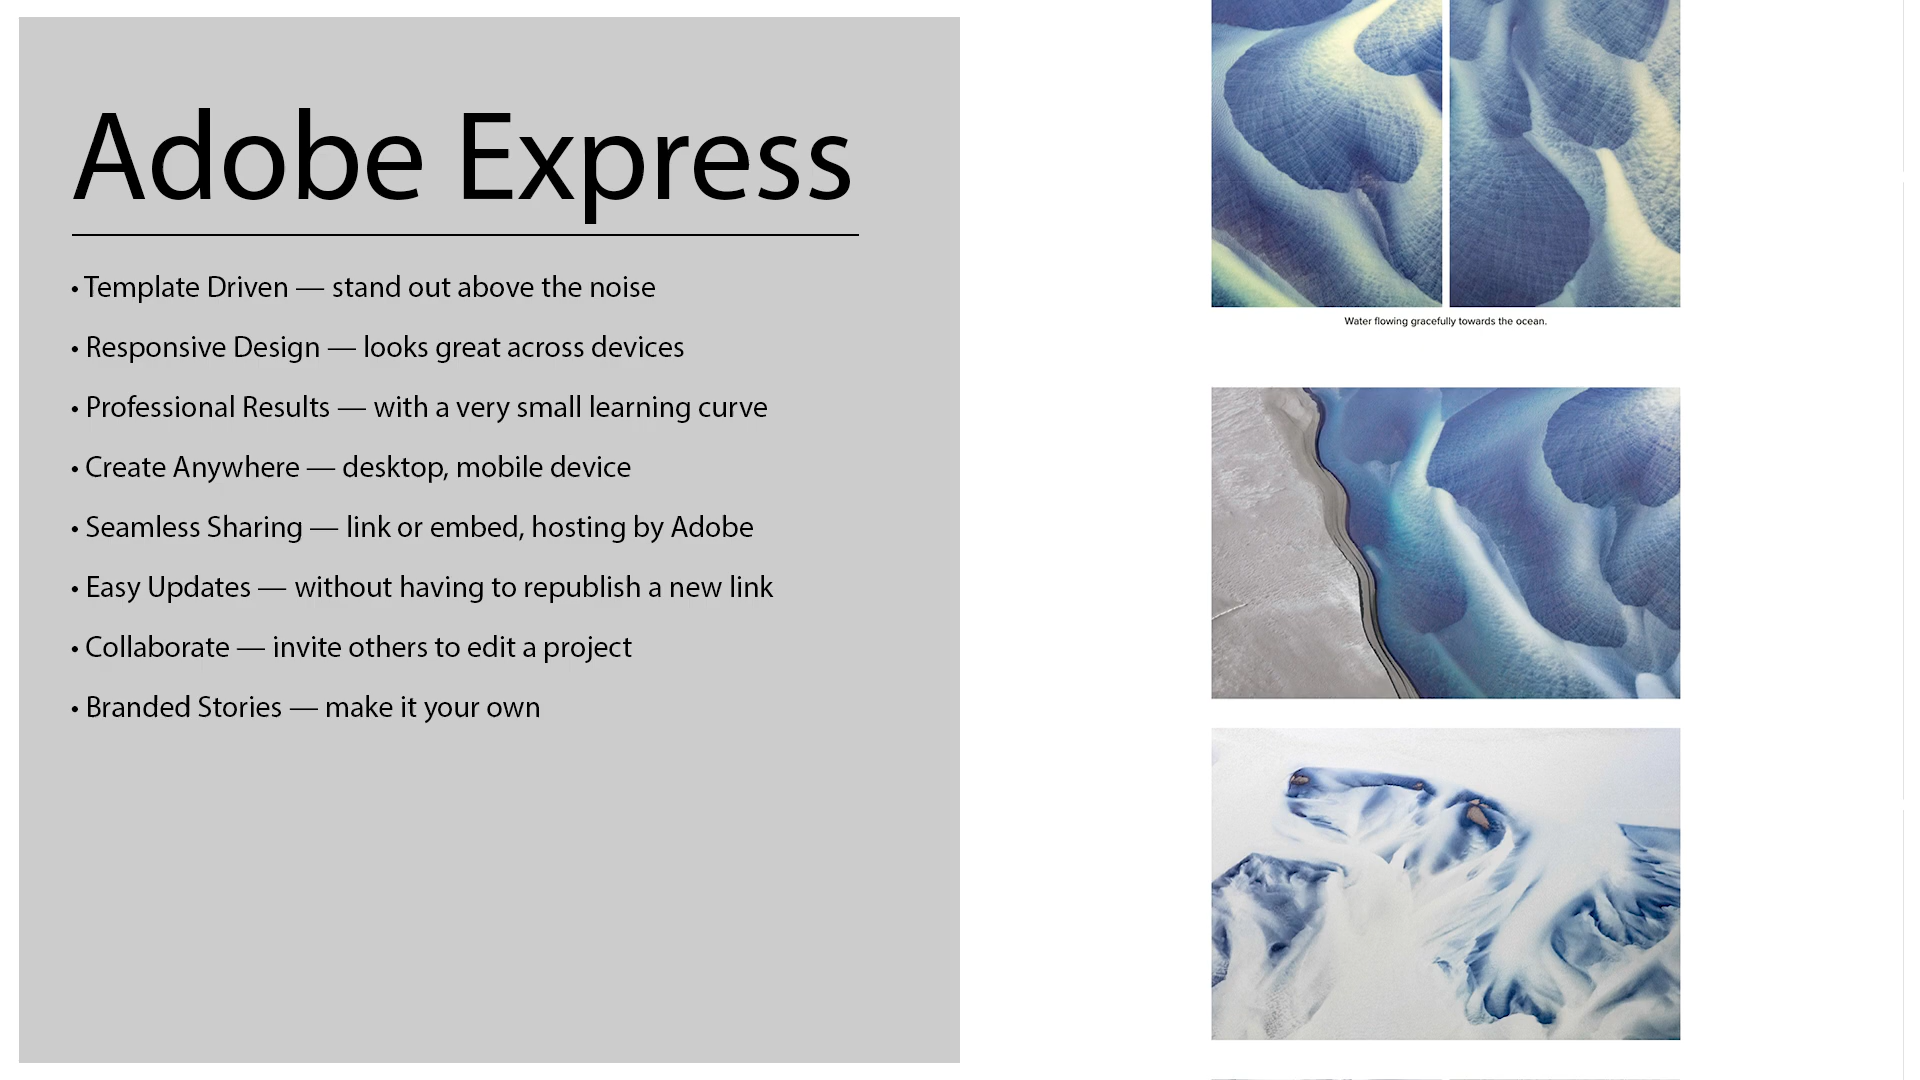 Adobe Express
• Template Driven — stand out above the noise
• Responsive Design — looks great across devices
• Professional Results — with a very small learning curve
• Create Anywhere — desktop, mobile device
• Seamless Sharing — link or embed, hosting by Adobe
• Easy Updates — without having to republish a new link
• Collaborate — invite others to edit a project
• Branded Stories — make it your own
Water flowing gracefully towards the ocean.